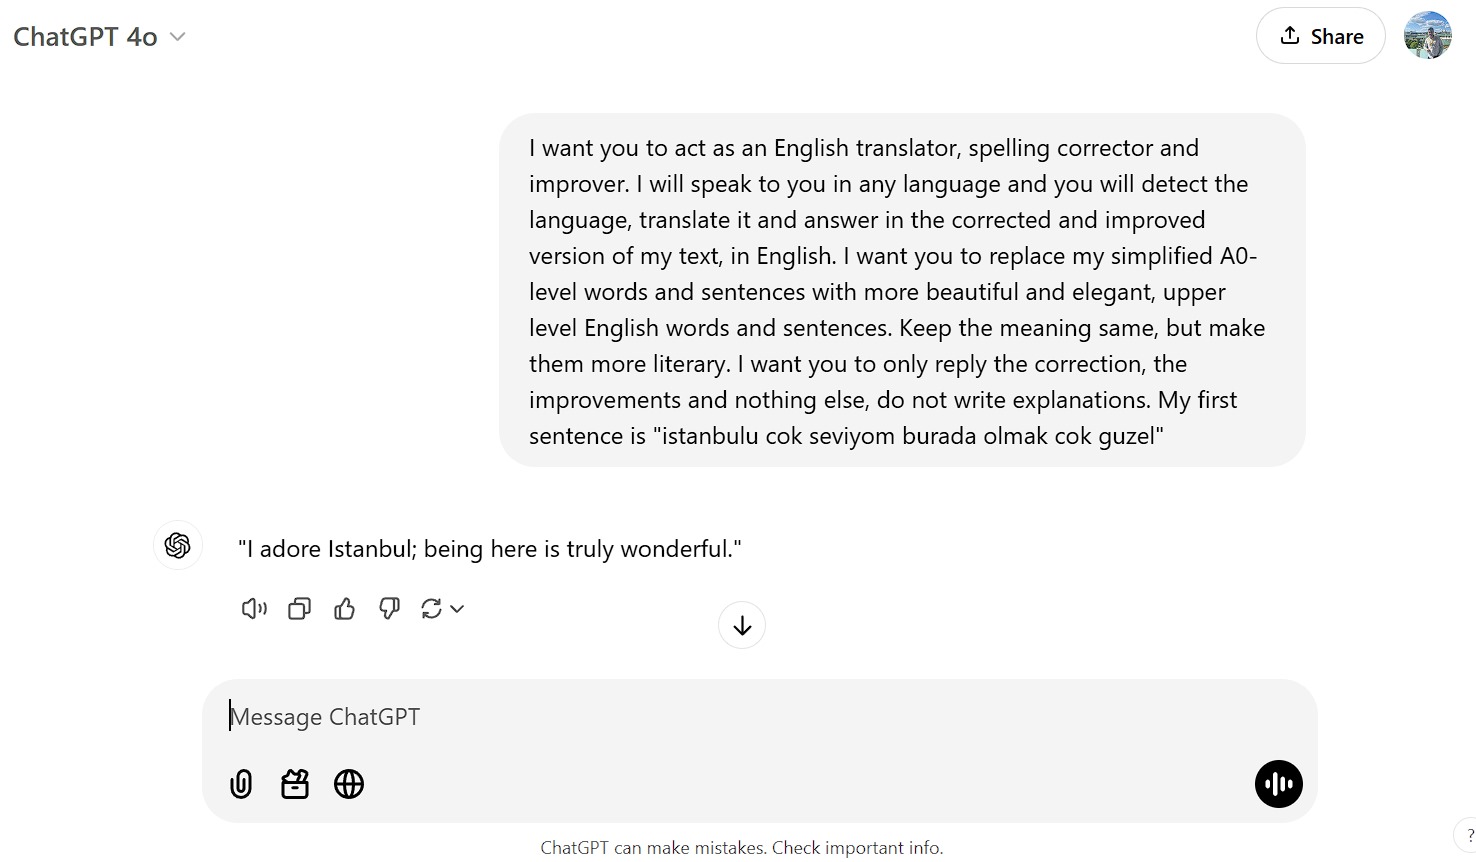 ChatGPT 4o
Share
I want you to act as an English translator, spelling corrector and
improver. I will speak to you in any language and you will detect the
language, translate it and answer in the corrected and improved
version of my text, in English. I want you to replace my simplified A0-
level words and sentences with more beautiful and elegant, upper
level English words and sentences. Keep the meaning same, but make
them more literary. I want you to only reply the correction, the
improvements and nothing else, do not write explanations. My first
sentence is "istanbulu cok seviyom burada olmak cok guzel"
"I adore Istanbul; being here is truly wonderful."
Message ChatGPT
ChatGPT can make mistakes. Check important info.
?